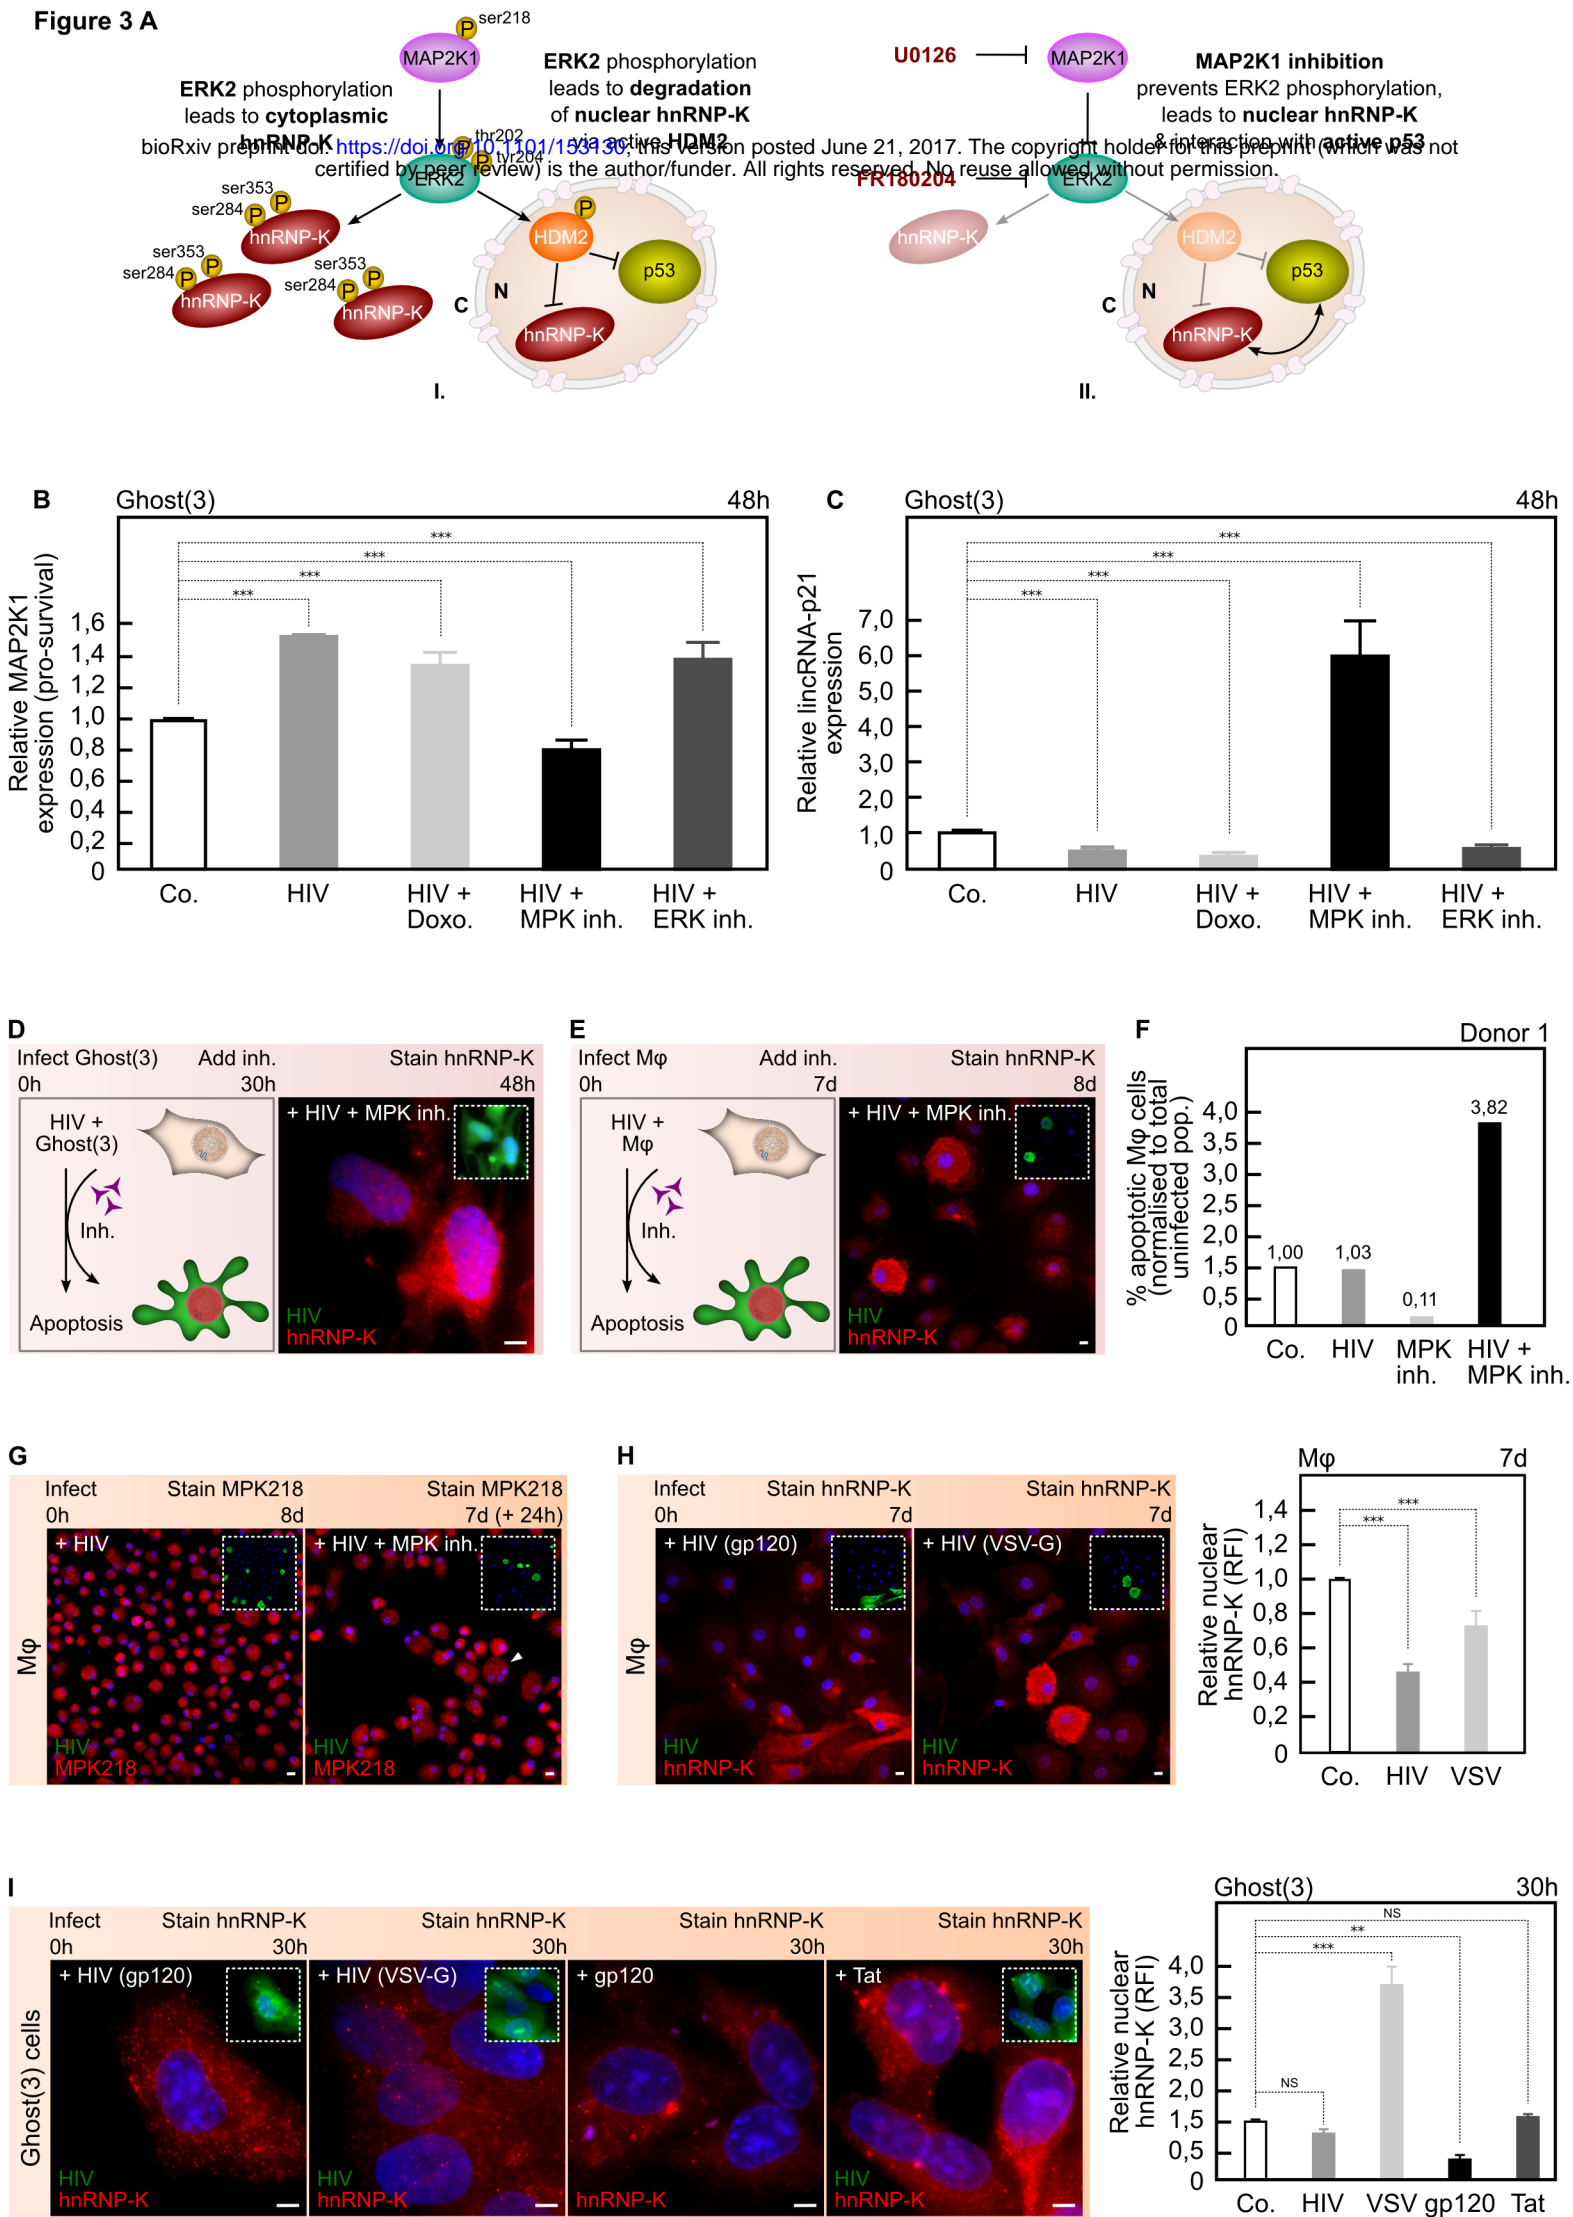 Figure 3 A
P ser218
MAP2K1
ERK2 phosphorylation
leads to cytoplasmic
hnRNP-K
ERK2 phosphorylation
leads to degradation
of nuclear hnRNP-K
via active HDM2
P thr202
P tyr204
ERK2
ser353
ser284
P P
hnRNP-K
ser353
ser284
P P
hnRNP-K
ser353
ser284
P P
hnRNP-K
P
HDM2
p53
N
C
hnRNP-K
I.
U0126
MAP2K1
MAP2K1 inhibition
prevents ERK2 phosphorylation,
leads to nuclear hnRNP-K
& interaction with active p53
FR180204
ERK2
hnRNP-K
HDM2
p53
N
C
hnRNP-K
II.
bioRxiv preprint doi: https://doi.org/10.1101/153130; this version posted June 21, 2017. The copyright holder for this preprint (which was not
certified by peer review) is the author/funder. All rights reserved. No reuse allowed without permission.
B
Ghost(3) 48h
Relative MAP2K1
expression (pro-survival)
1,6
1,4
1,2
1,0
0,8
0,6
0,4
0,2
0
***
***
***
***
Co. HIV HIV + HIV + HIV +
Doxo. MPK inh. ERK inh.
C
Ghost(3) 48h
Relative lincRNA-p21
expression
7,0
6,0
5,0
4,0
3,0
2,0
1,0
0
***
***
***
***
Co. HIV HIV + HIV + HIV +
Doxo. MPK inh. ERK inh.
D
Infect Ghost(3) Add inh. Stain hnRNP-K
0h 30h 48h
HIV +
Ghost(3)
Inh.
Apoptosis
+ HIV + MPK inh.
HIV
hnRNP-K
E
Infect Mφ Add inh. Stain hnRNP-K
0h 7d 8d
HIV +
Mφ
Inh.
Apoptosis
+ HIV + MPK inh.
HIV
hnRNP-K
F
Donor 1
% apoptotic Mφ cells
(normalised to total
uninfected pop.)
4,0
3,5
3,0
2,5
2,0
1,5
0,5
0
1,00
1,03
0,11
3,82
Co. HIV MPK HIV +
inh. MPK inh.
G
Infect Stain MPK218 Stain MPK218
0h 8d 7d (+ 24h)
Mφ
+ HIV
HIV
MPK218
+ HIV + MPK inh.
HIV
MPK218
H
Infect Stain hnRNP-K Stain hnRNP-K
0h 7d 7d
Mφ
+ HIV (gp120)
HIV
hnRNP-K
+ HIV (VSV-G)
HIV
hnRNP-K
Mφ 7d
Relative nuclear
hnRNP-K (RFI)
1,4
1,2
1,0
0,8
0,6
0,4
0,2
0
***
***
Co. HIV VSV
I
Infect Stain hnRNP-K Stain hnRNP-K Stain hnRNP-K Stain hnRNP-K
0h 30h 30h 30h 30h
Ghost(3) cells
+ HIV (gp120)
HIV
hnRNP-K
+ HIV (VSV-G)
HIV
hnRNP-K
+ gp120
hnRNP-K
+ Tat
HIV
hnRNP-K
Ghost(3) 30h
Relative nuclear
hnRNP-K (RFI)
4,0
3,5
3,0
2,5
2,0
1,5
0,5
0
NS
**
***
NS
Co. HIV VSV gp120 Tat